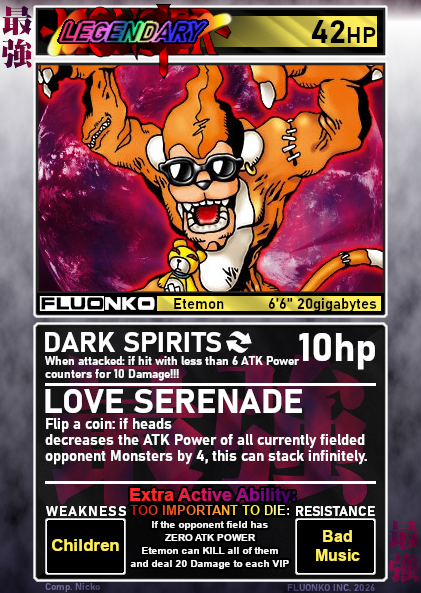 最強
LEGENDARY
42HP
FLUONKO Etemon 6'6" 20gigabytes
DARK SPIRITS
10hp
When attacked: if hit with less than 6 ATK Power
counters for 10 Damage!!!
LOVE SERENADE
Flip a coin: if heads
decreases the ATK Power of all currently fielded
opponent Monsters by 4, this can stack infinitely.
Extra Active Ability:
WEAKNESS TOO IMPORTANT TO DIE: RESISTANCE
Children
If the opponent field has
ZERO ATK POWER
Etemon can KILL all of them
and deal 20 Damage to each VIP
Bad
Music
最強
Comp. Nicko
FLUONKO INC. 2026